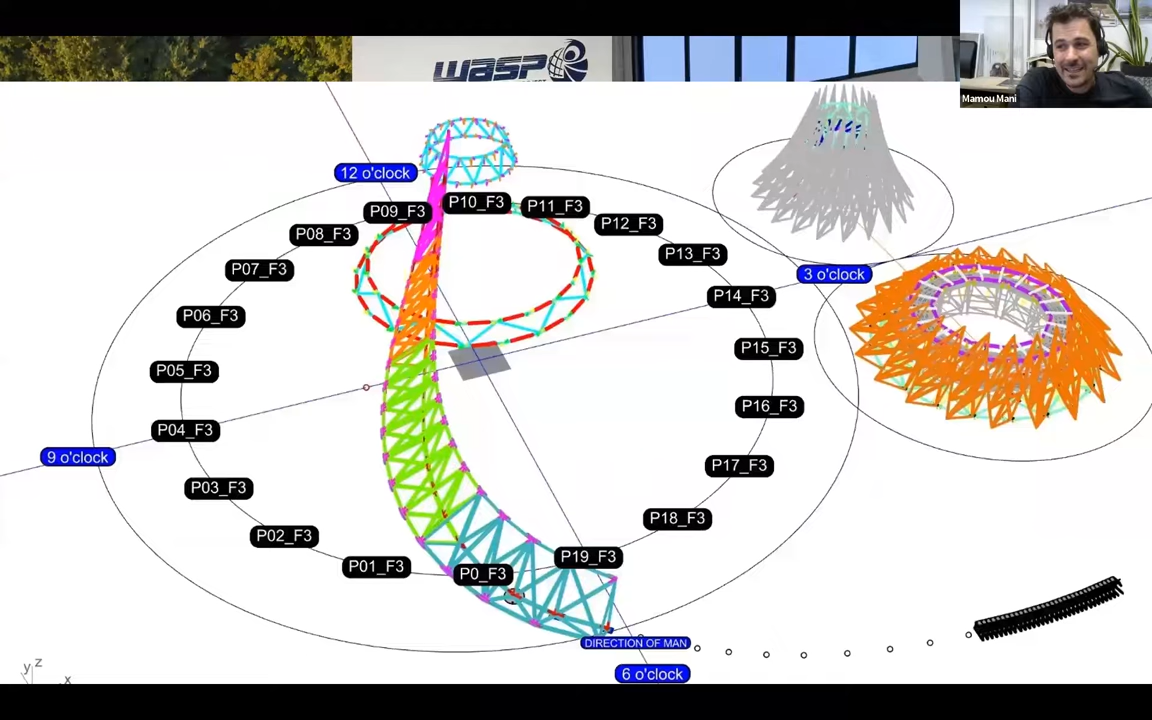 WASP
Mamou Mani
12 o'clock
P10_F3
P11_F3
P09_F3
P12_F3
P08_F3
P13_F3
P07_F3
3 o'clock
P14_F3
P06_F3
P15_F3
P05_F3
P16_F3
P04_F3
9 o'clock
P17_F3
P03_F3
P18_F3
P02_F3
P19_F3
P01_F3
P0_F3
DIRECTION OF MAN
6 o'clock
y z
x